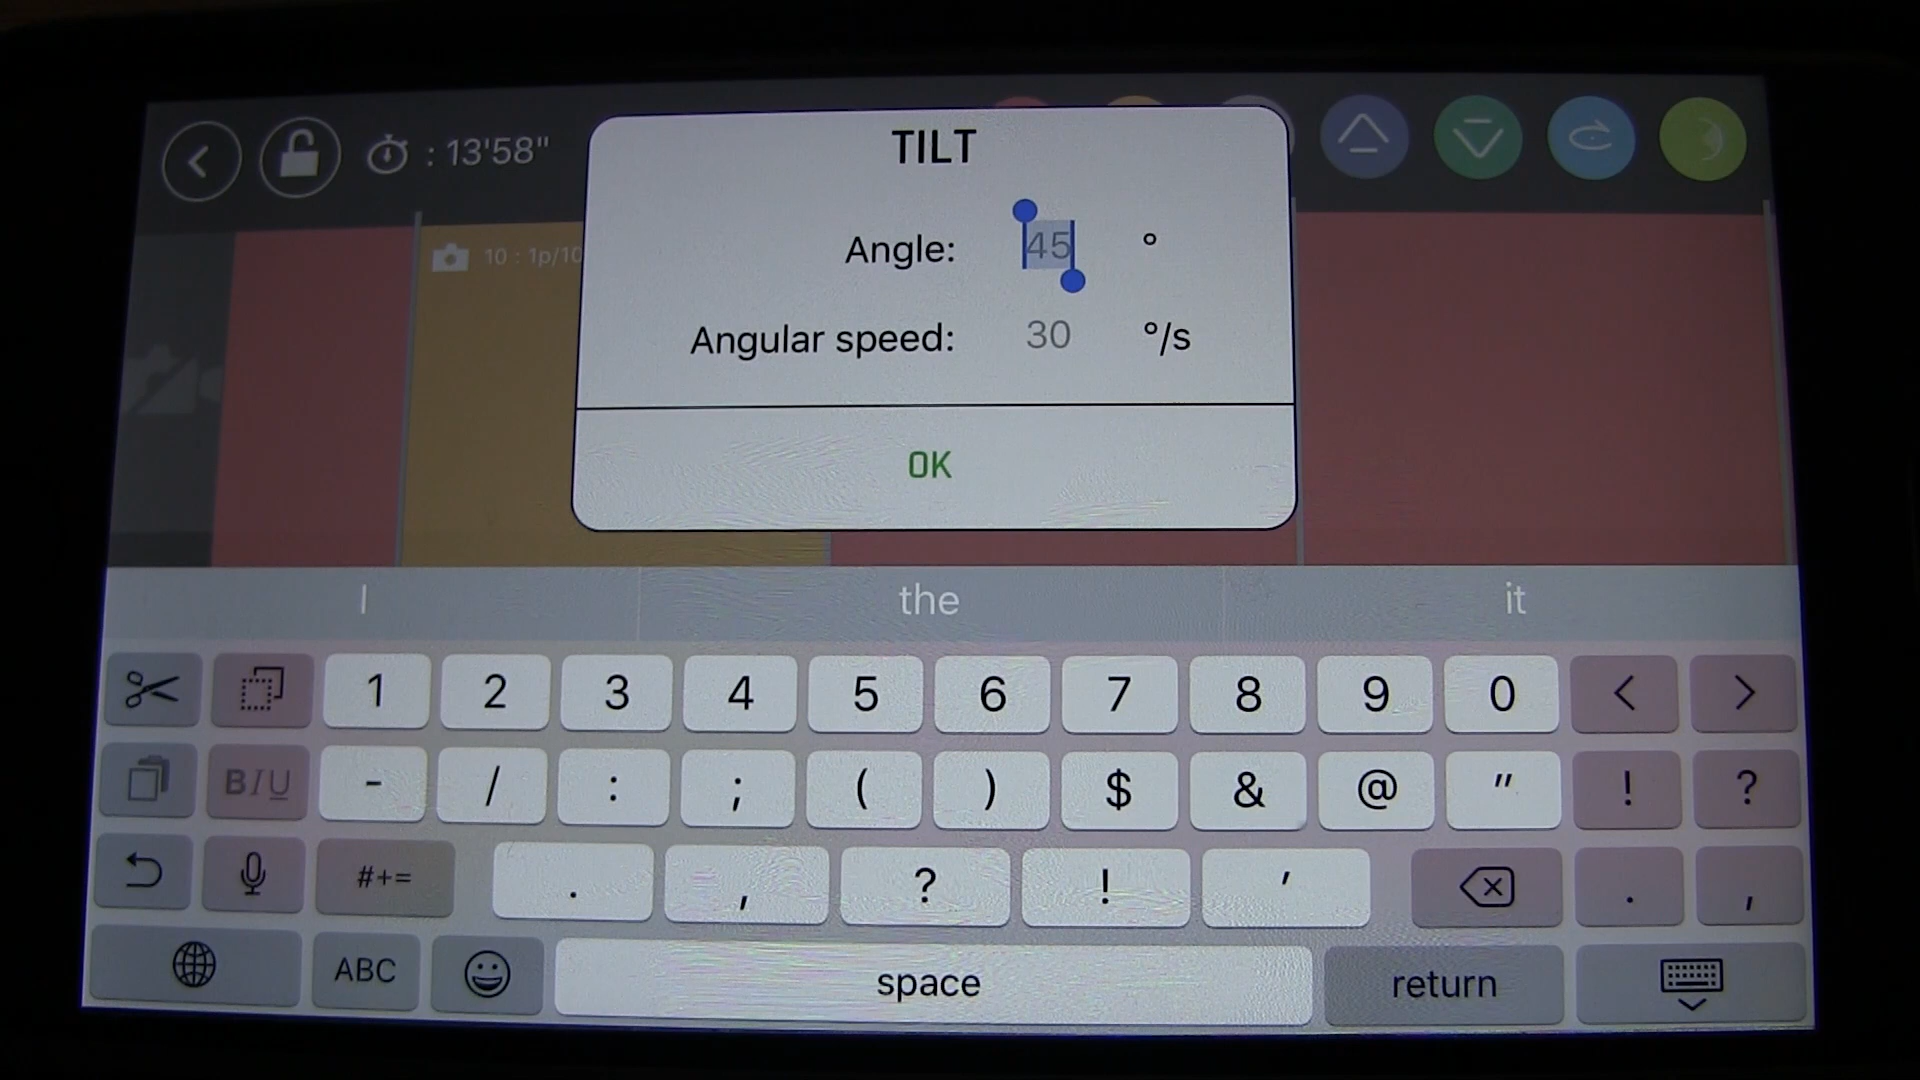 : 13'58"
TILT
10 : 1p/10
Angle: 45 °
Angular speed: 30 °/s
OK
I the it
1 2 3 4 5 6 7 8 9 0 < >
B I U - / : ; ( ) $ & @ " ! ?
#+= . , ? ! ' . ,
ABC space return